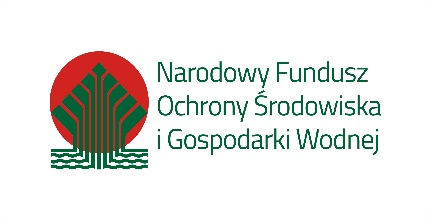 Narodowy Fundusz
Ochrony Środowiska
i Gospodarki Wodnej